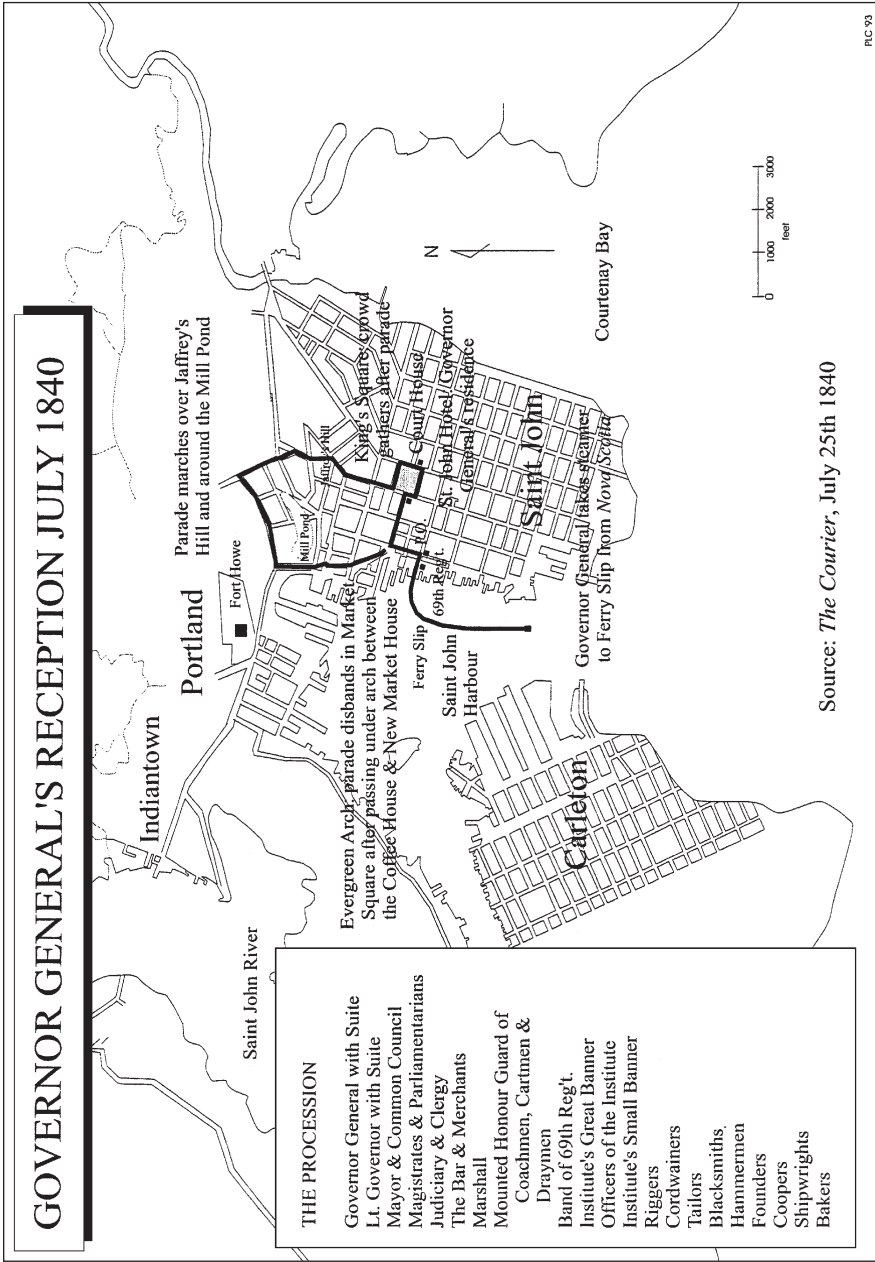 GOVERNOR GENERAL'S RECEPTION JULY 1840
Indiantown
Portland
Fort Howe
Parade marches over Jaffrey's
Hill and around the Mill Pond
Saint John River
Mill Pond
Jaffrey's Hill
King's Square: crowd
gathers after parade
Court House
St. John Hotel: Governor
General's residence
P.O.
69th Reg't.
Evergreen Arch: parade disbands in Market
Square after passing under arch between
the Coffee House & New Market House
Ferry Slip
Saint John
Harbour
Saint John
Governor General takes steamer
to Ferry Slip from Nova Scotia
Carleton
Courtenay Bay
N
0 1000 2000 3000
feet
THE PROCESSION
Governor General with Suite
Lt. Governor with Suite
Mayor & Common Council
Magistrates & Parliamentarians
Judiciary & Clergy
The Bar & Merchants
Marshall
Mounted Honour Guard of
Coachmen, Cartmen &
Draymen
Band of 69th Reg't.
Institute's Great Banner
Officers of the Institute
Institute's Small Banner
Riggers
Cordwainers
Tailors
Blacksmiths
Hammermen
Founders
Coopers
Shipwrights
Bakers
Source: The Courier, July 25th 1840
PLC '93